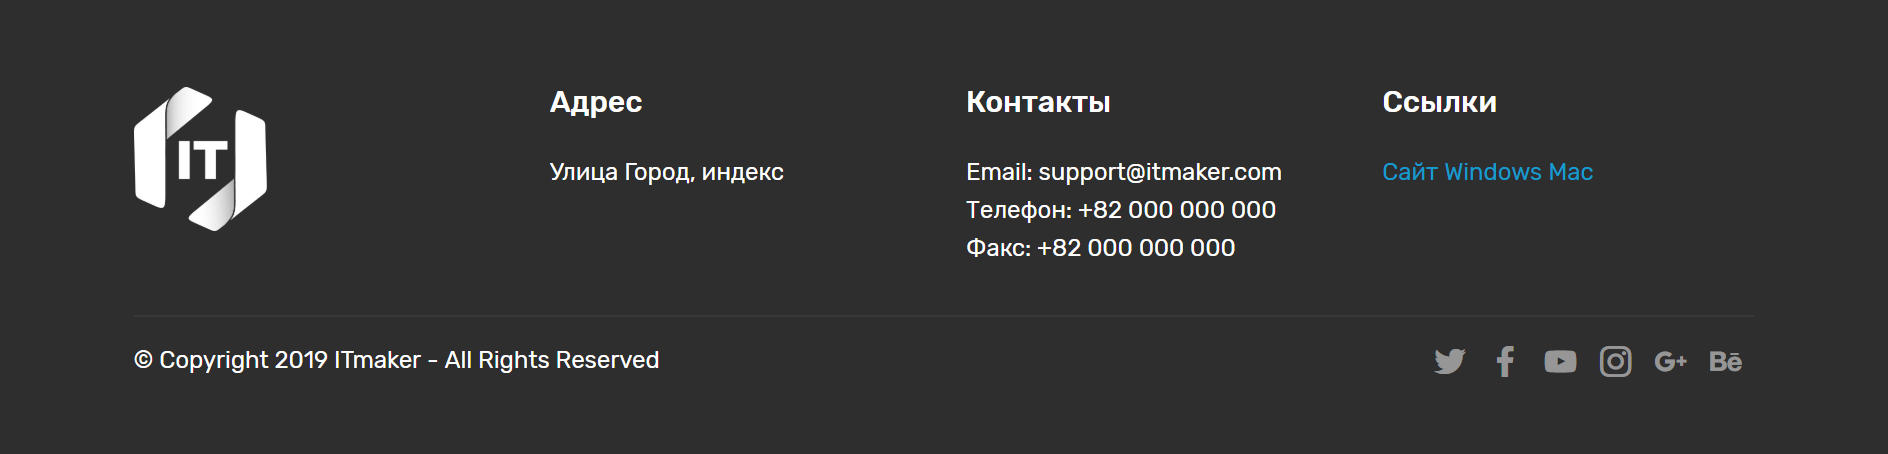 IT
Адрес
Улица Город, индекс
Контакты
Email: support@itmaker.com
Телефон: +82 000 000 000
Факс: +82 000 000 000
Ссылки
Сайт Windows Mac
© Copyright 2019 ITmaker - All Rights Reserved
G+
Bē